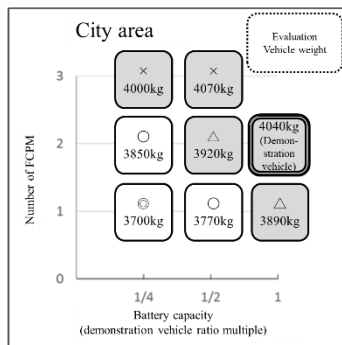 City area
Evaluation
Vehicle weight
Number of FCPM
3
2
1
0
×
4000kg
×
4070kg
○
3850kg
△
3920kg
4040kg
(Demon-
stration
vehicle)
◎
3700kg
○
3770kg
△
3890kg
1/4
1/2
1
Battery capacity
(demonstration vehicle ratio multiple)